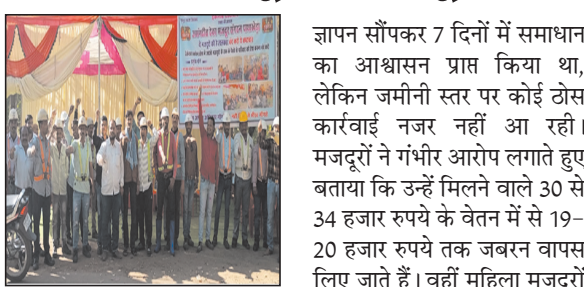 ज्ञापन सौंपकर 7 दिनों में समाधान
का आश्वासन प्राप्त किया था,
लेकिन जमीनी स्तर पर कोई ठोस
कार्रवाई नजर नहीं आ रही।
मजदूरों ने गंभीर आरोप लगाते हुए
बताया कि उन्हें मिलने वाले 30 से
34 हजार रुपये के वेतन में से 19-
20 हजार रुपये तक जबरन वापस
लिए जाते हैं। वहीं महिला मजदूरों